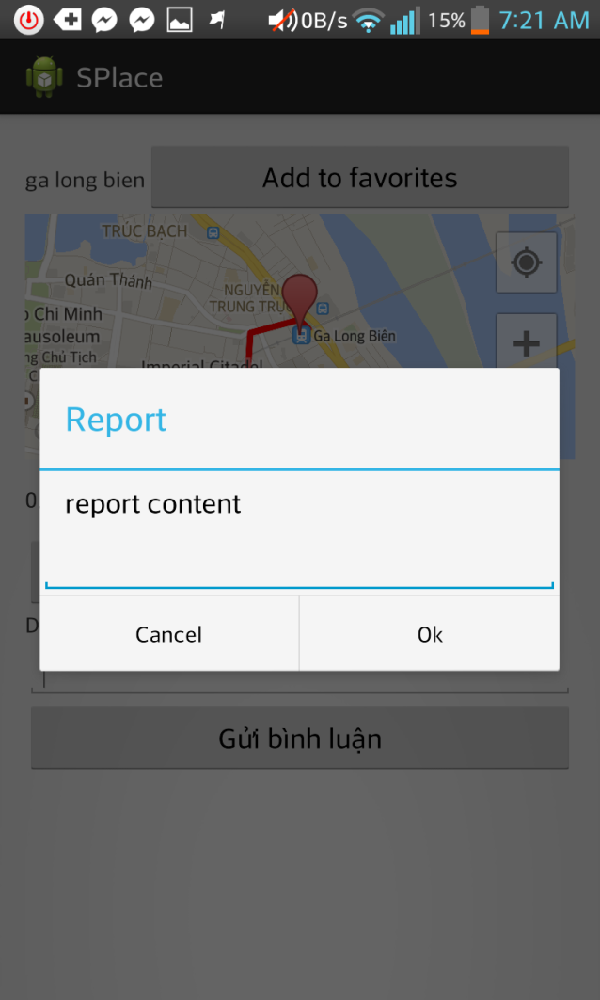 0B/s 15% 7:21 AM
SPlace
ga long bien
Add to favorites
TRÚC BẠCH
Quán Thánh
NGUYỄN
TRUNG TRỰC
Chi Minh
ausoleum
ng Chủ Tịch
Ga Long Biên
Imperial Citadel
Report
0.
report content
D
Cancel
Ok
Gửi bình luận